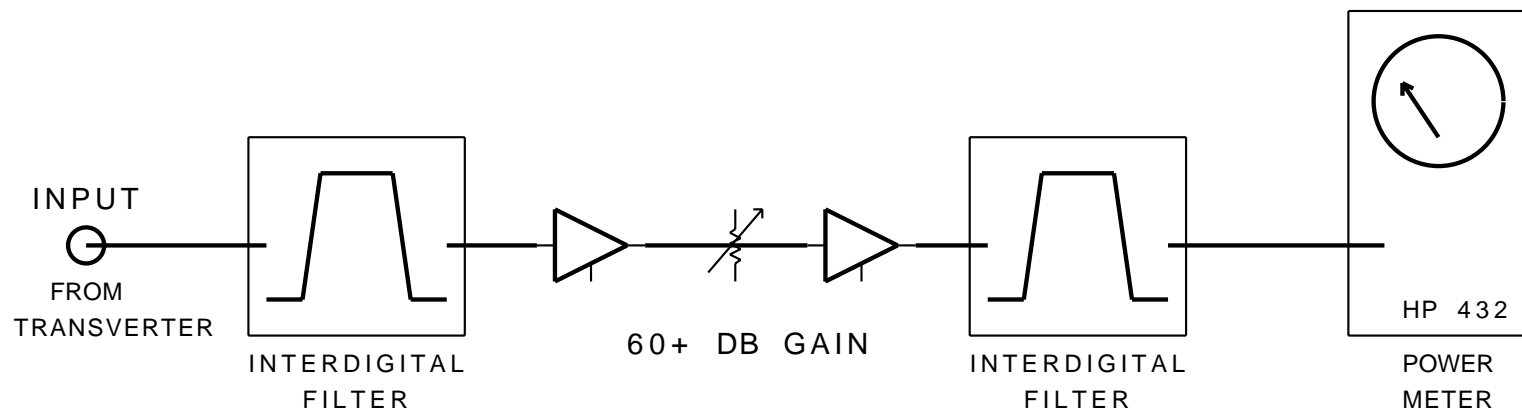 INPUT
FROM
TRANSVERTER
INTERDIGITAL
FILTER
60+ DB GAIN
INTERDIGITAL
FILTER
HP 432
POWER
METER